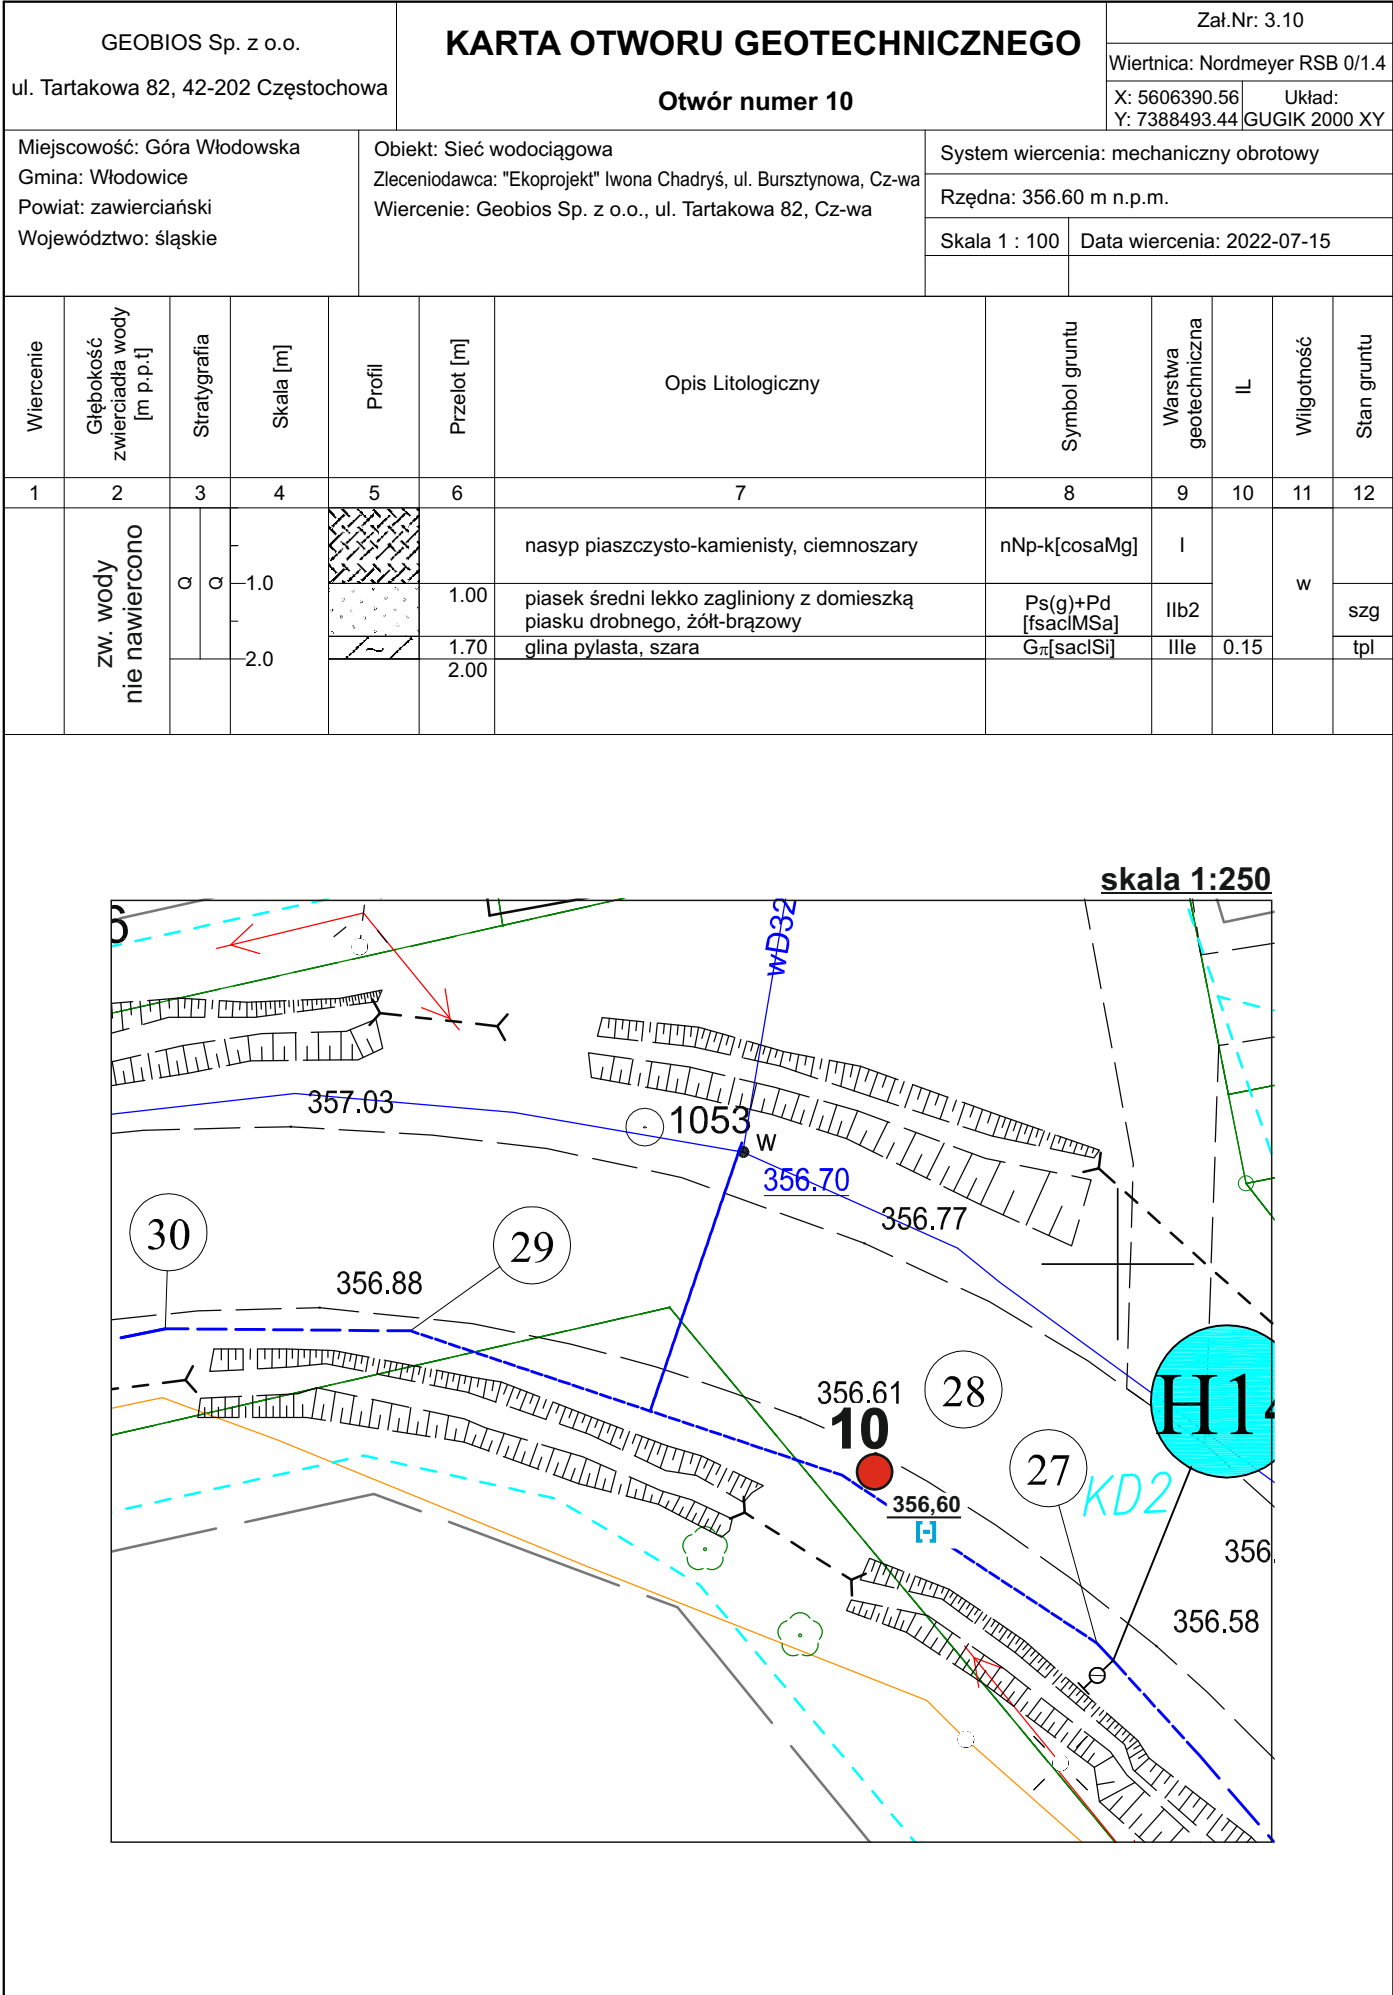 GEOBIOS Sp. z o.o.
ul. Tartakowa 82, 42-202 Częstochowa
KARTA OTWORU GEOTECHNICZNEGO
Otwór numer 10
Zał.Nr: 3.10
Wiertnica: Nordmeyer RSB 0/1.4
X: 5606390.56
Y: 7388493.44
Układ:
GUGIK 2000 XY
Miejscowość: Góra Włodowska
Gmina: Włodowice
Powiat: zawierciański
Województwo: śląskie
Obiekt: Sieć wodociągowa
Zleceniodawca: "Ekoprojekt" Iwona Chadryś, ul. Bursztynowa, Cz-wa
Wiercenie: Geobios Sp. z o.o., ul. Tartakowa 82, Cz-wa
System wiercenia: mechaniczny obrotowy
Rzędna: 356.60 m n.p.m.
Skala 1 : 100
Data wiercenia: 2022-07-15
Wiercenie
Głębokość
zwierciadła wody
[m p.p.t]
Stratygrafia
Skala [m]
Profil
Przelot [m]
Opis Litologiczny
Symbol gruntu
Warstwa
geotechniczna
IL
Wilgotność
Stan gruntu
1 2 3 4 5 6 7 8 9 10 11 12
zw. wody
nie nawiercono
Q Q
1.0
2.0
nasyp piaszczysto-kamienisty, ciemnoszary
nNp-k[cosaMg]
I
w
1.00
piasek średni lekko zagliniony z domieszką
piasku drobnego, żółt-brązowy
Ps(g)+Pd
[fsaclMSa]
IIb2
szg
1.70
glina pylasta, szara
Gπ[saclSi]
IIIe
0.15
tpl
2.00
skala 1:250
6
wD32
357.03
1053
w
356.70
356.77
30
29
356.88
356.61
28
10
H14
27
KD2
356,60
[-]
356.
356.58